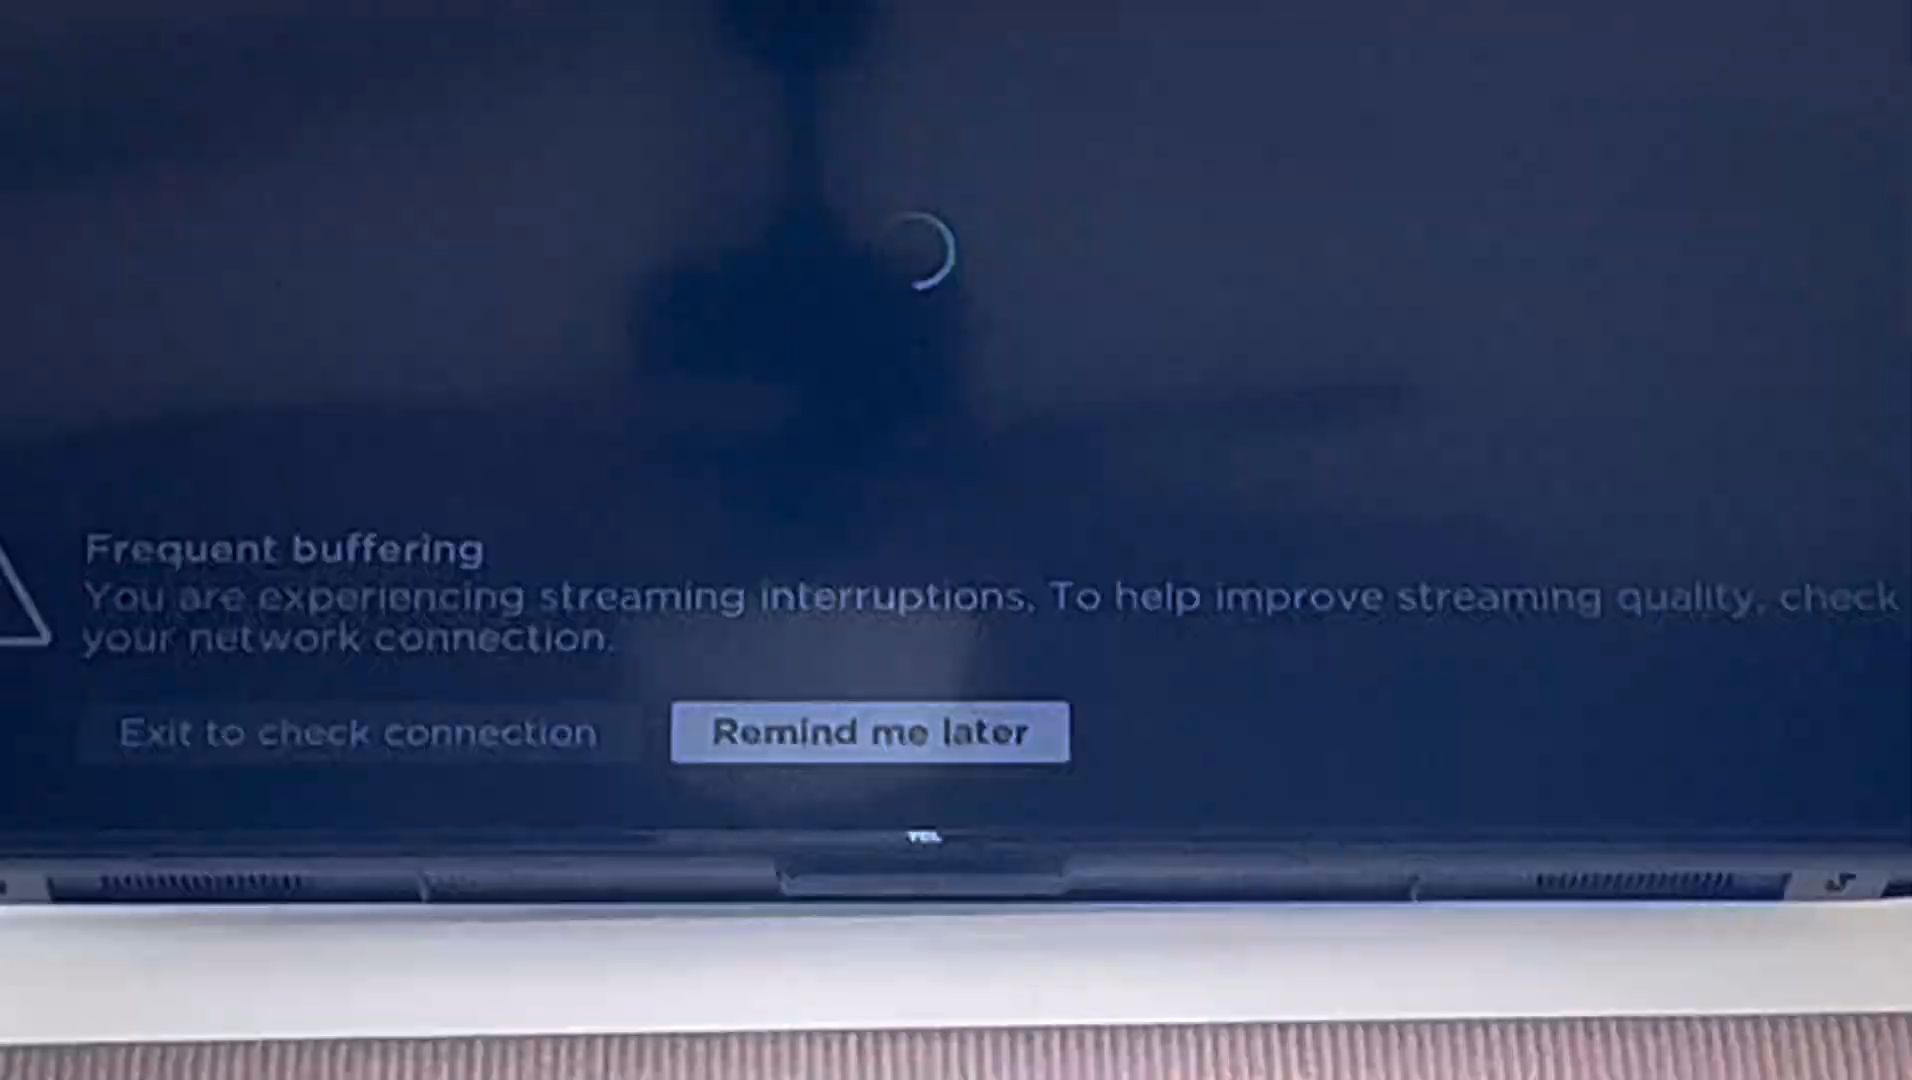 Frequent buffering
You are experiencing streaming interruptions. To help improve streaming quality, check
your network connection.
Exit to check connection
Remind me later
TCL